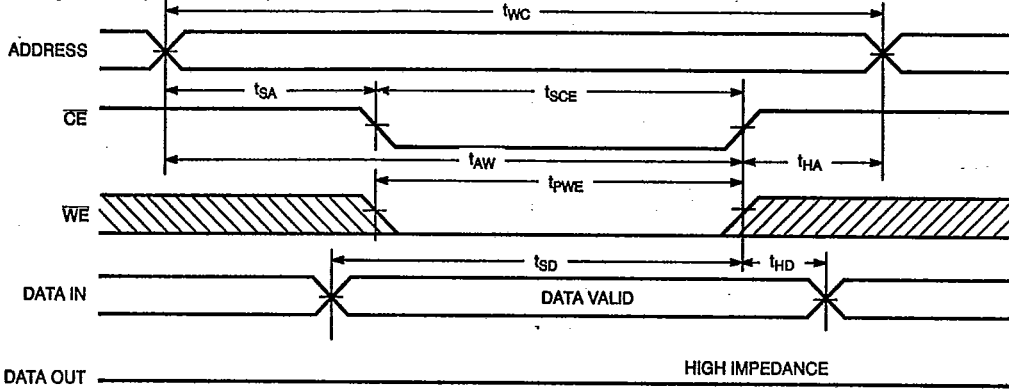 tWC
ADDRESS
tSA
tSCE
CE
tAW
tHA
tPWE
WE
tSD
tHD
DATA IN
DATA VALID
HIGH IMPEDANCE
DATA OUT